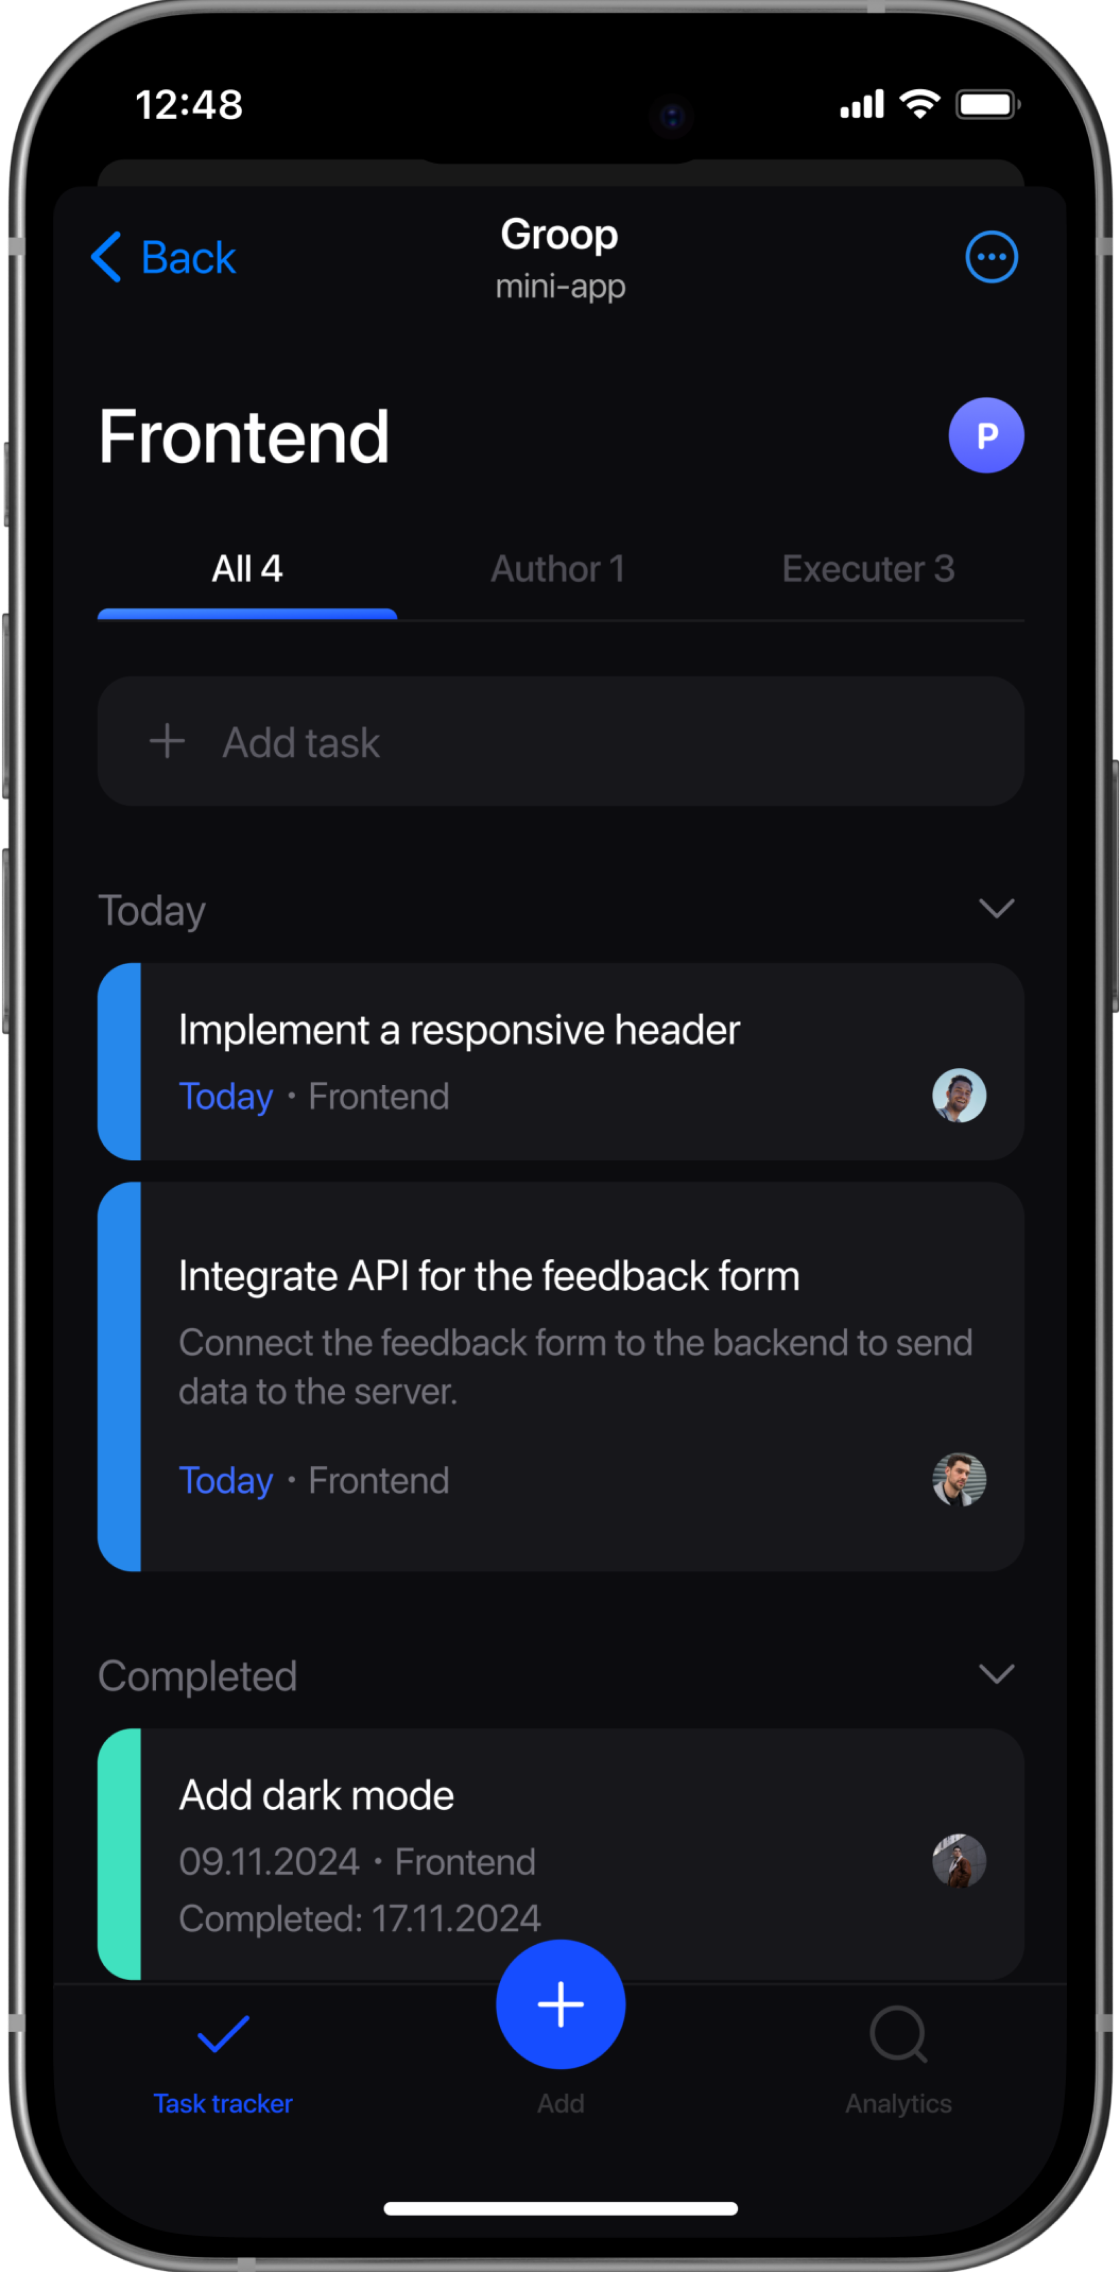 12:48
Back
Groop
mini-app
Frontend
P
All 4
Author 1
Executer 3
+ Add task
Today
Implement a responsive header
Today • Frontend
Integrate API for the feedback form
Connect the feedback form to the backend to send
data to the server.
Today • Frontend
Completed
Add dark mode
09.11.2024 • Frontend
Completed: 17.11.2024
Task tracker
Add
Analytics